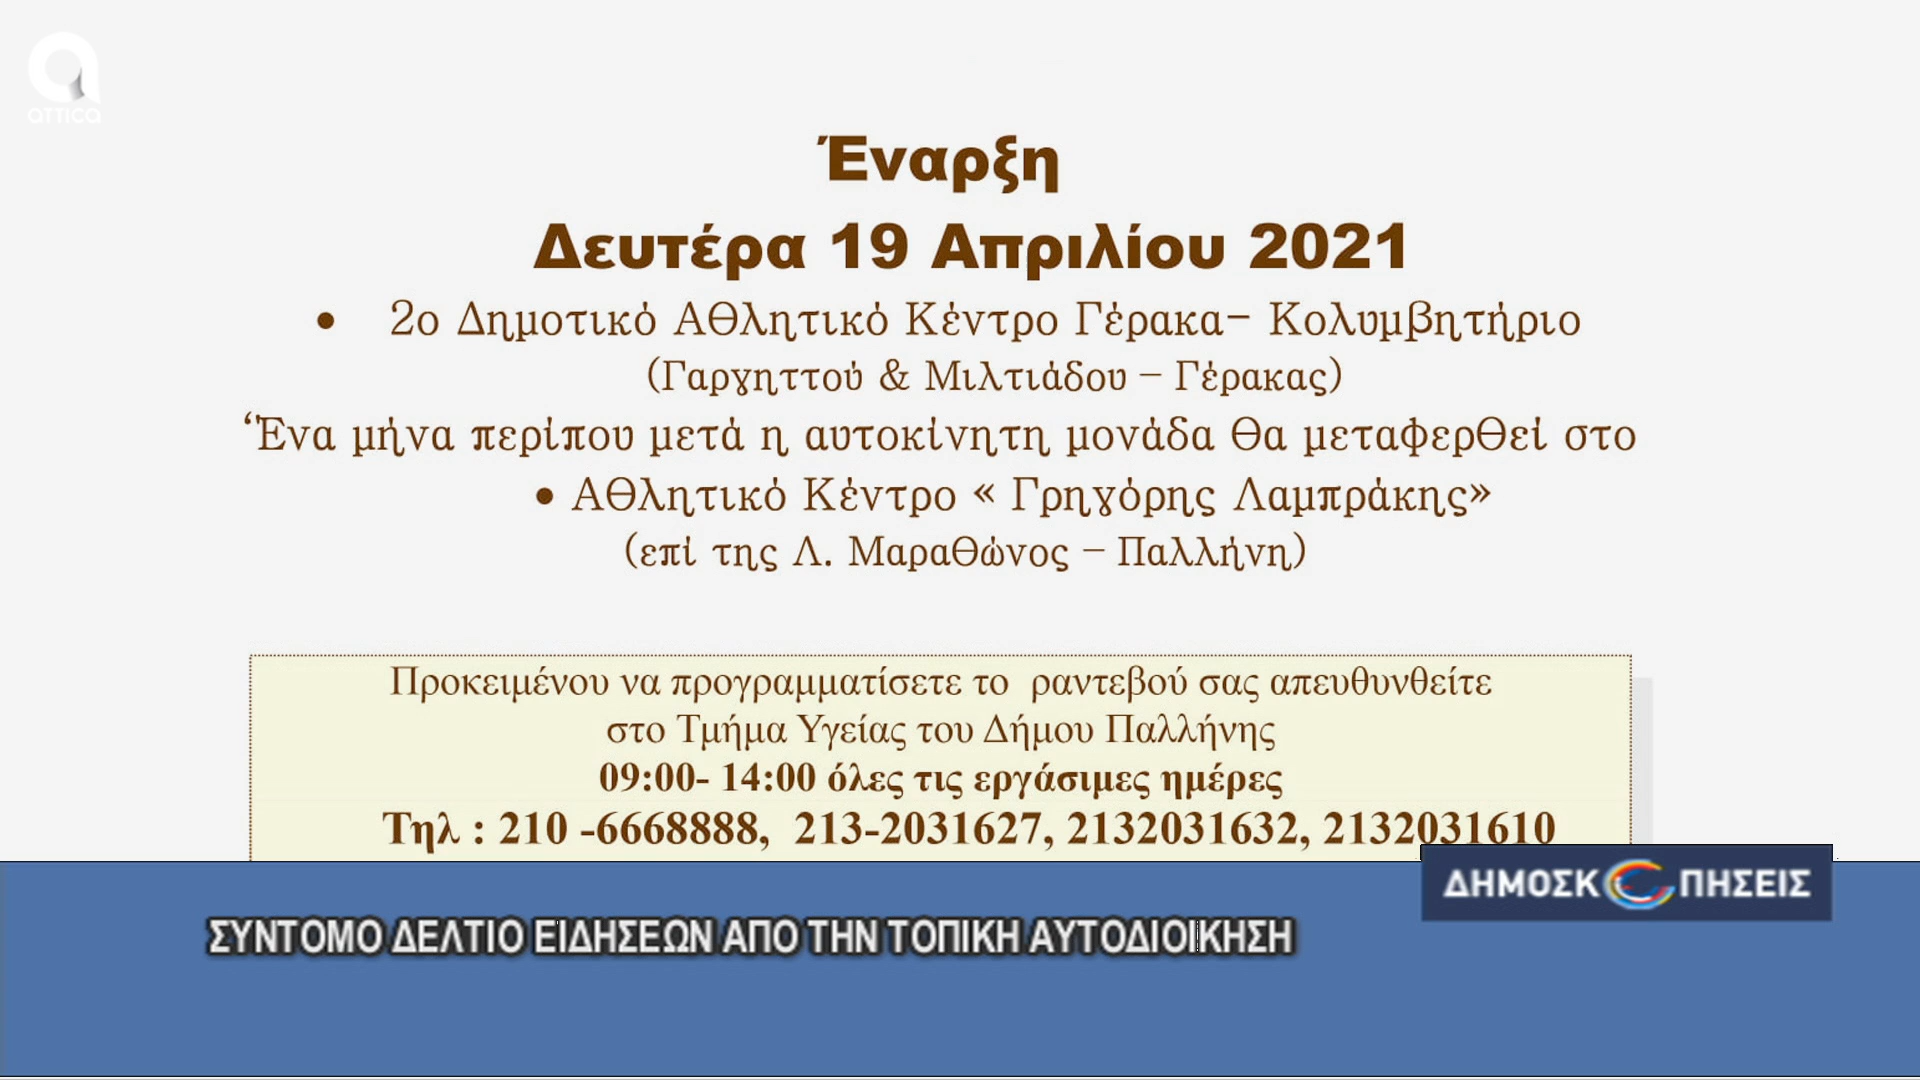 attica
Έναρξη
Δευτέρα 19 Απριλίου 2021
• 2ο Δημοτικό Αθλητικό Κέντρο Γέρακα- Κολυμβητήριο
(Γαργηττού & Μιλτιάδου – Γέρακας)
‘Ένα μήνα περίπου μετά η αυτοκίνητη μονάδα θα μεταφερθεί στο
• Αθλητικό Κέντρο « Γρηγόρης Λαμπράκης»
(επί της Λ. Μαραθώνος – Παλλήνη)
Προκειμένου να προγραμματίσετε το ραντεβού σας απευθυνθείτε
στο Τμήμα Υγείας του Δήμου Παλλήνης
09:00- 14:00 όλες τις εργάσιμες ημέρες
Τηλ : 210 -6668888, 213-2031627, 2132031632, 2132031610
ΔΗΜΟΣΚΟΠΗΣΕΙΣ
ΣΥΝΤΟΜΟ ΔΕΛΤΙΟ ΕΙΔΗΣΕΩΝ ΑΠΟ ΤΗΝ ΤΟΠΙΚΗ ΑΥΤΟΔΙΟΙΚΗΣΗ